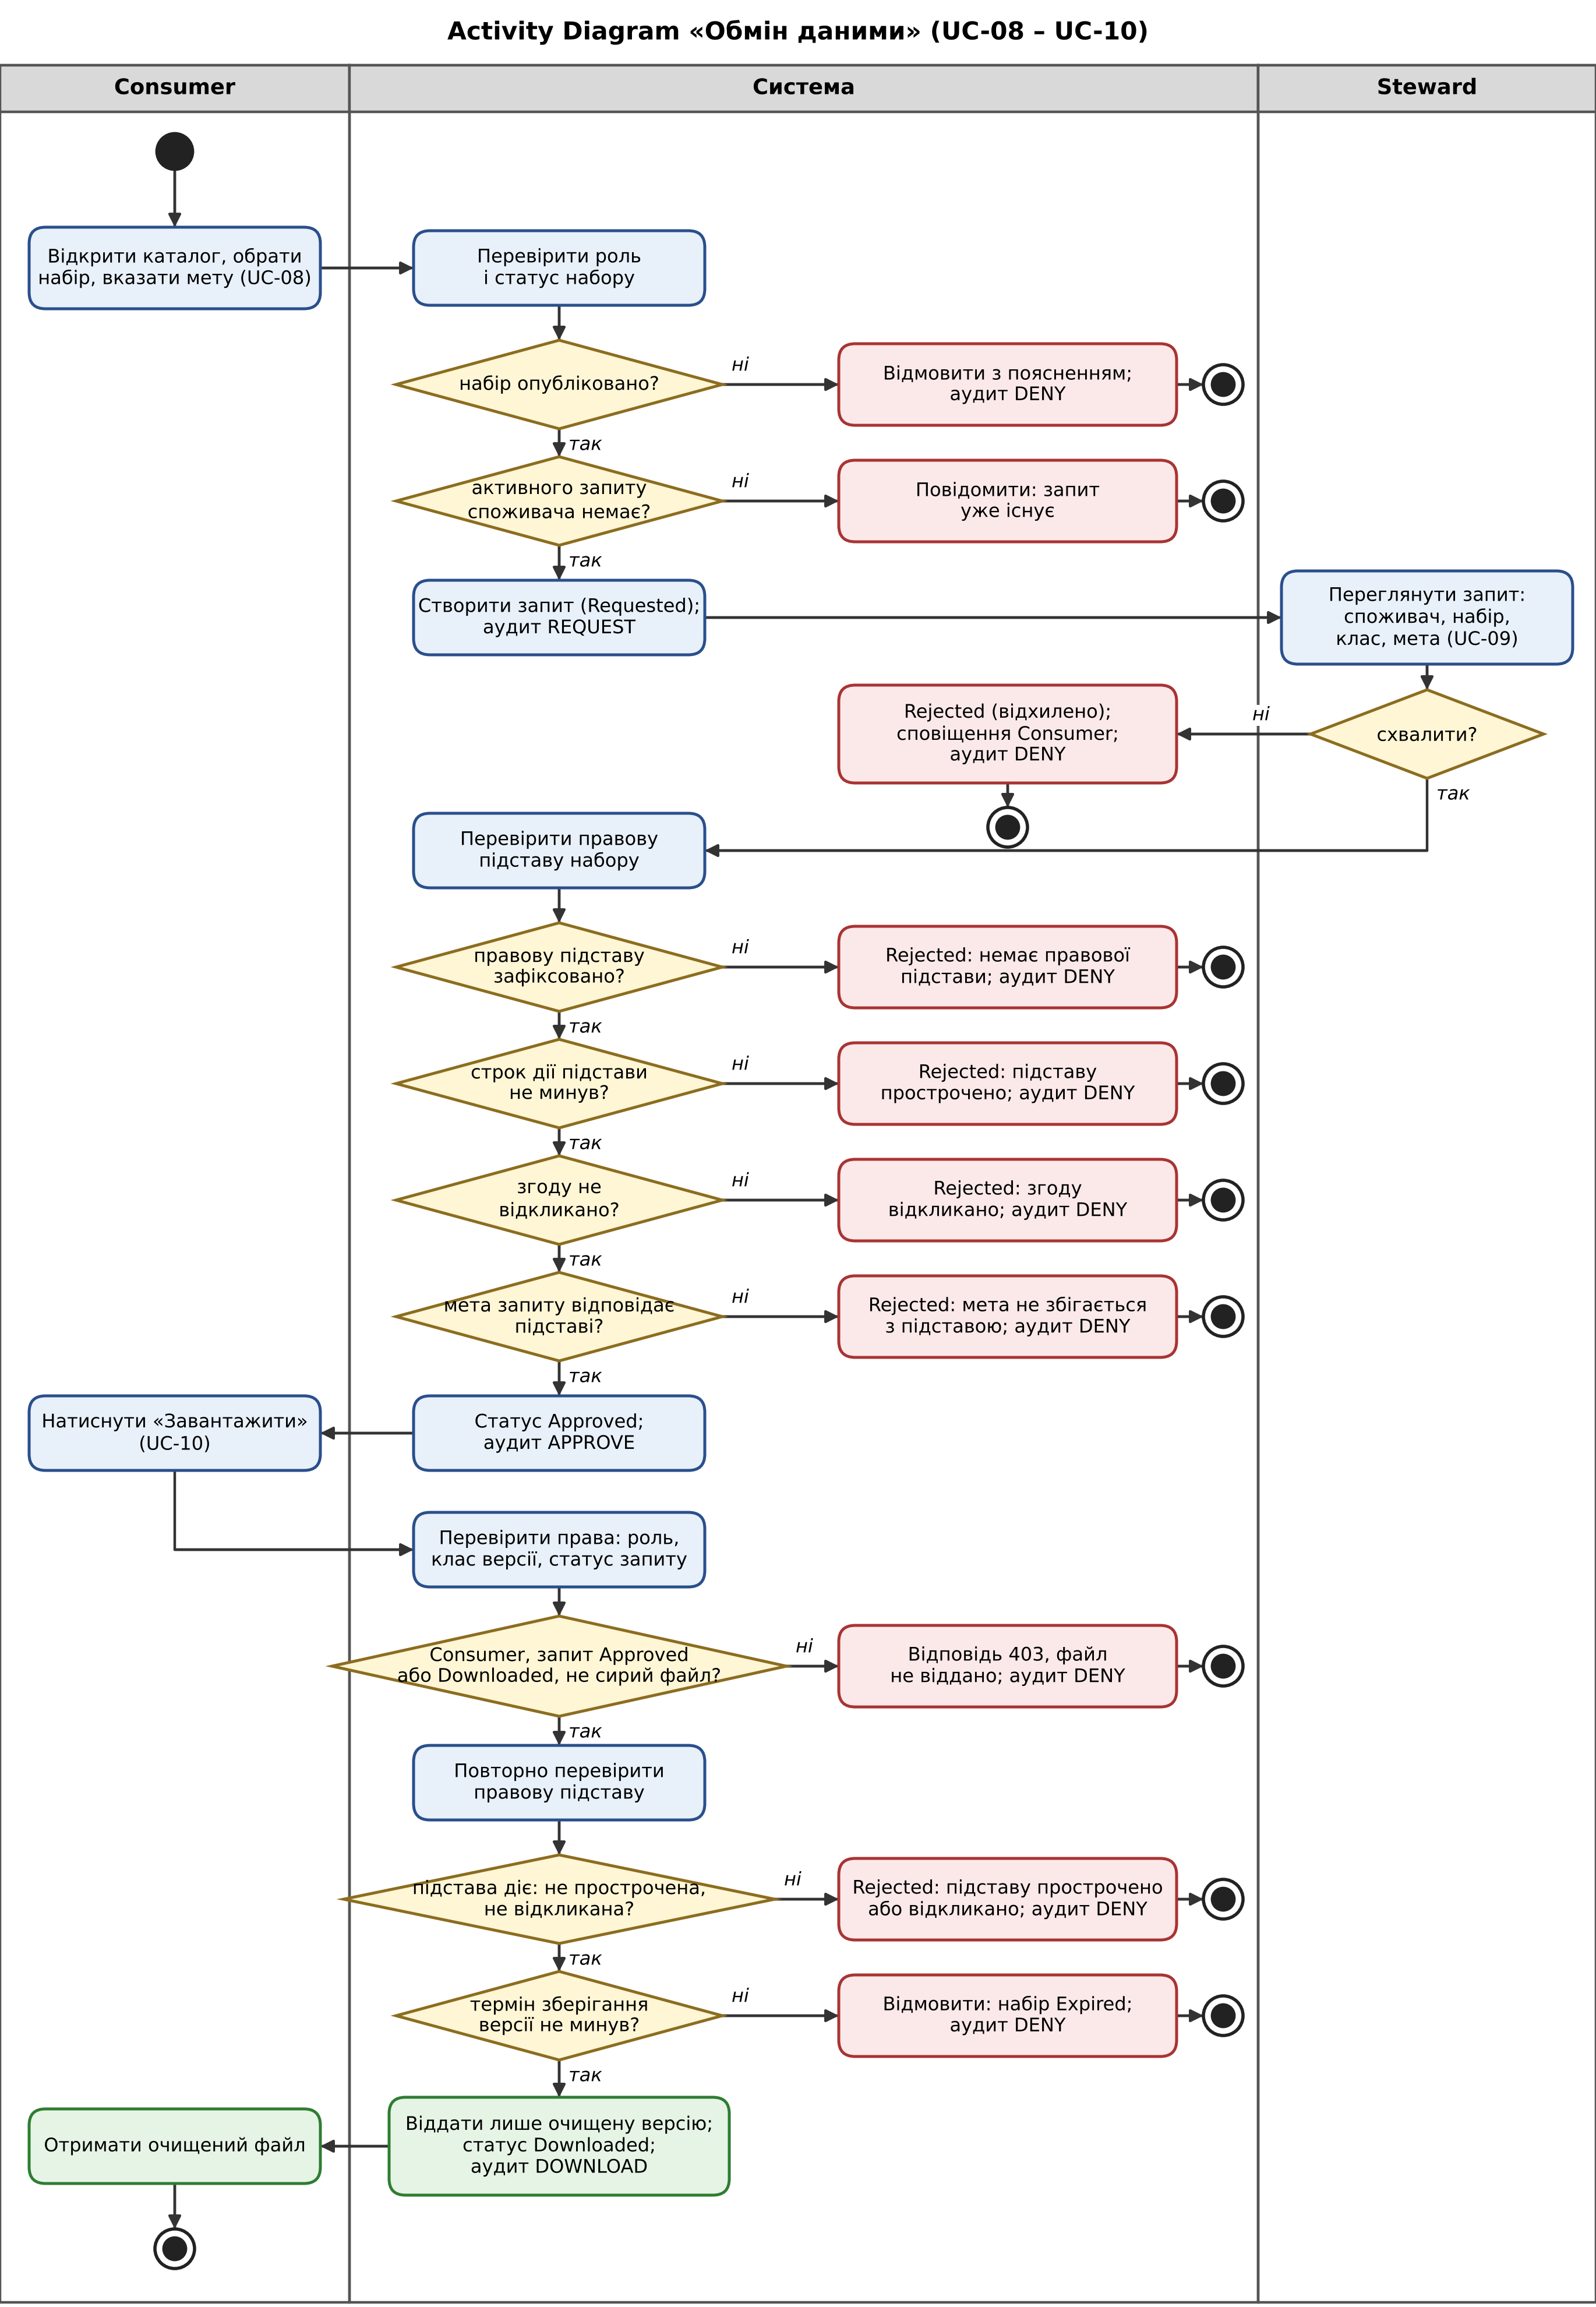 Activity Diagram «Обмін даними» (UC-08 – UC-10)
Consumer
Система
Steward
Відкрити каталог, обрати
набір, вказати мету (UC-08)
Перевірити роль
і статус набору
набір опубліковано?
ні
Відмовити з поясненням;
аудит DENY
так
активного запиту
споживача немає?
ні
Повідомити: запит
уже існує
так
Створити запит (Requested);
аудит REQUEST
Переглянути запит:
споживач, набір,
клас, мета (UC-09)
схвалити?
ні
Rejected (відхилено);
сповіщення Consumer;
аудит DENY
так
Перевірити правову
підставу набору
правову підставу
зафіксовано?
ні
Rejected: немає правової
підстави; аудит DENY
так
строк дії підстави
не минув?
ні
Rejected: підставу
прострочено; аудит DENY
так
згоду не
відкликано?
ні
Rejected: згоду
відкликано; аудит DENY
так
мета запиту відповідає
підставі?
ні
Rejected: мета не збігається
з підставою; аудит DENY
так
Статус Approved;
аудит APPROVE
Натиснути «Завантажити»
(UC-10)
Перевірити права: роль,
клас версії, статус запиту
Consumer, запит Approved
або Downloaded, не сирий файл?
ні
Відповідь 403, файл
не віддано; аудит DENY
так
Повторно перевірити
правову підставу
підстава діє: не прострочена,
не відкликана?
ні
Rejected: підставу прострочено
або відкликано; аудит DENY
так
термін зберігання
версії не минув?
ні
Відмовити: набір Expired;
аудит DENY
так
Віддати лише очищену версію;
статус Downloaded;
аудит DOWNLOAD
Отримати очищений файл